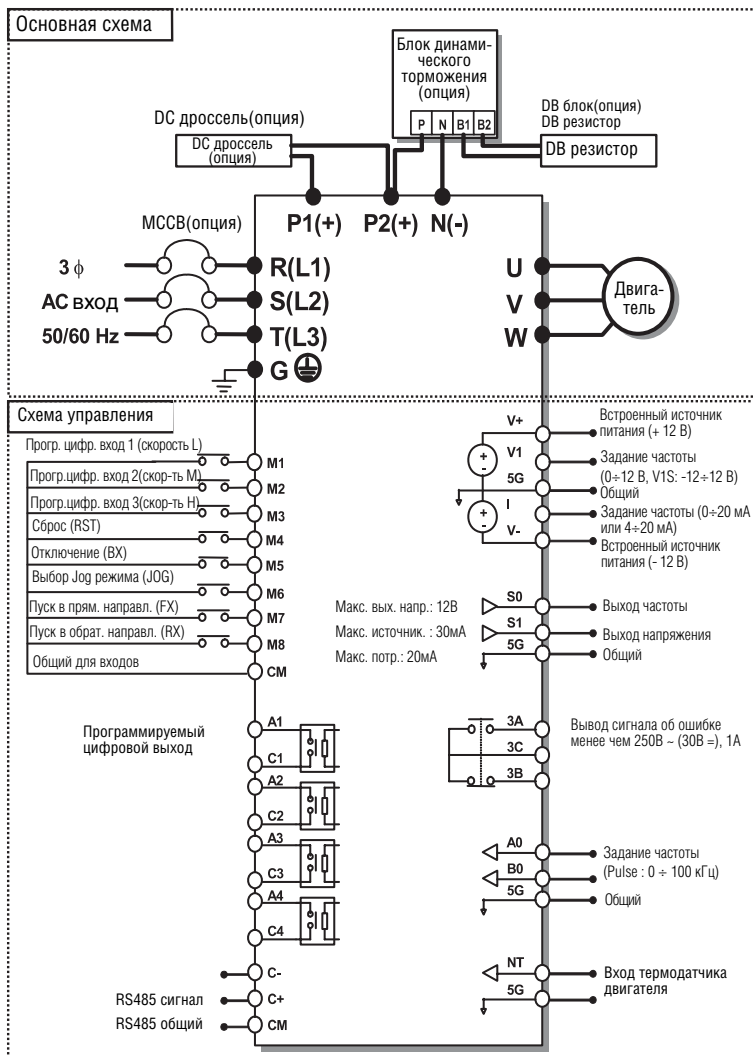 Основная схема
Блок динами-
ческого
торможения
(опция)
P N B1 B2
DB блок(опция)
DB резистор
DB резистор
DC дроссель(опция)
DC дроссель
(опция)
P1(+) P2(+) N(-)
MCCB(опция)
3 ϕ
AC вход
50/60 Hz
R(L1)
S(L2)
T(L3)
G
U
V
W
Двига-
тель
Схема управления
Прогр. цифр. вход 1 (скорость L)
M1
Прогр.цифр. вход 2(скор-ть M)
M2
Прогр.цифр. вход 3(скор-ть H)
M3
Сброс (RST)
M4
Отключение (BX)
M5
Выбор Jog режима (JOG)
M6
Пуск в прям. направл. (FX)
M7
Пуск в обрат. направл. (RX)
M8
Общий для входов
CM
V+
Встроенный источник
питания (+ 12 В)
V1
Задание частоты
(0÷12 В, V1S: -12÷12 В)
5G
Общий
I
Задание частоты (0÷20 мА
или 4÷20 мА)
V-
Встроенный источник
питания (- 12 В)
+
-
+
-
Макс. вых. напр.: 12В
Макс. источник. : 30мА
Макс. потр.: 20мА
S0
Выход частоты
S1
Выход напряжения
5G
Общий
Программируемый
цифровой выход
A1
C1
A2
C2
A3
C3
A4
C4
3A
3C
3B
Вывод сигнала об ошибке
менее чем 250В ~ (30В =), 1А
A0
Задание частоты
B0
(Pulse : 0 ÷ 100 кГц)
5G
Общий
NT
Вход термодатчика
двигателя
5G
C-
RS485 сигнал
C+
RS485 общий
CM